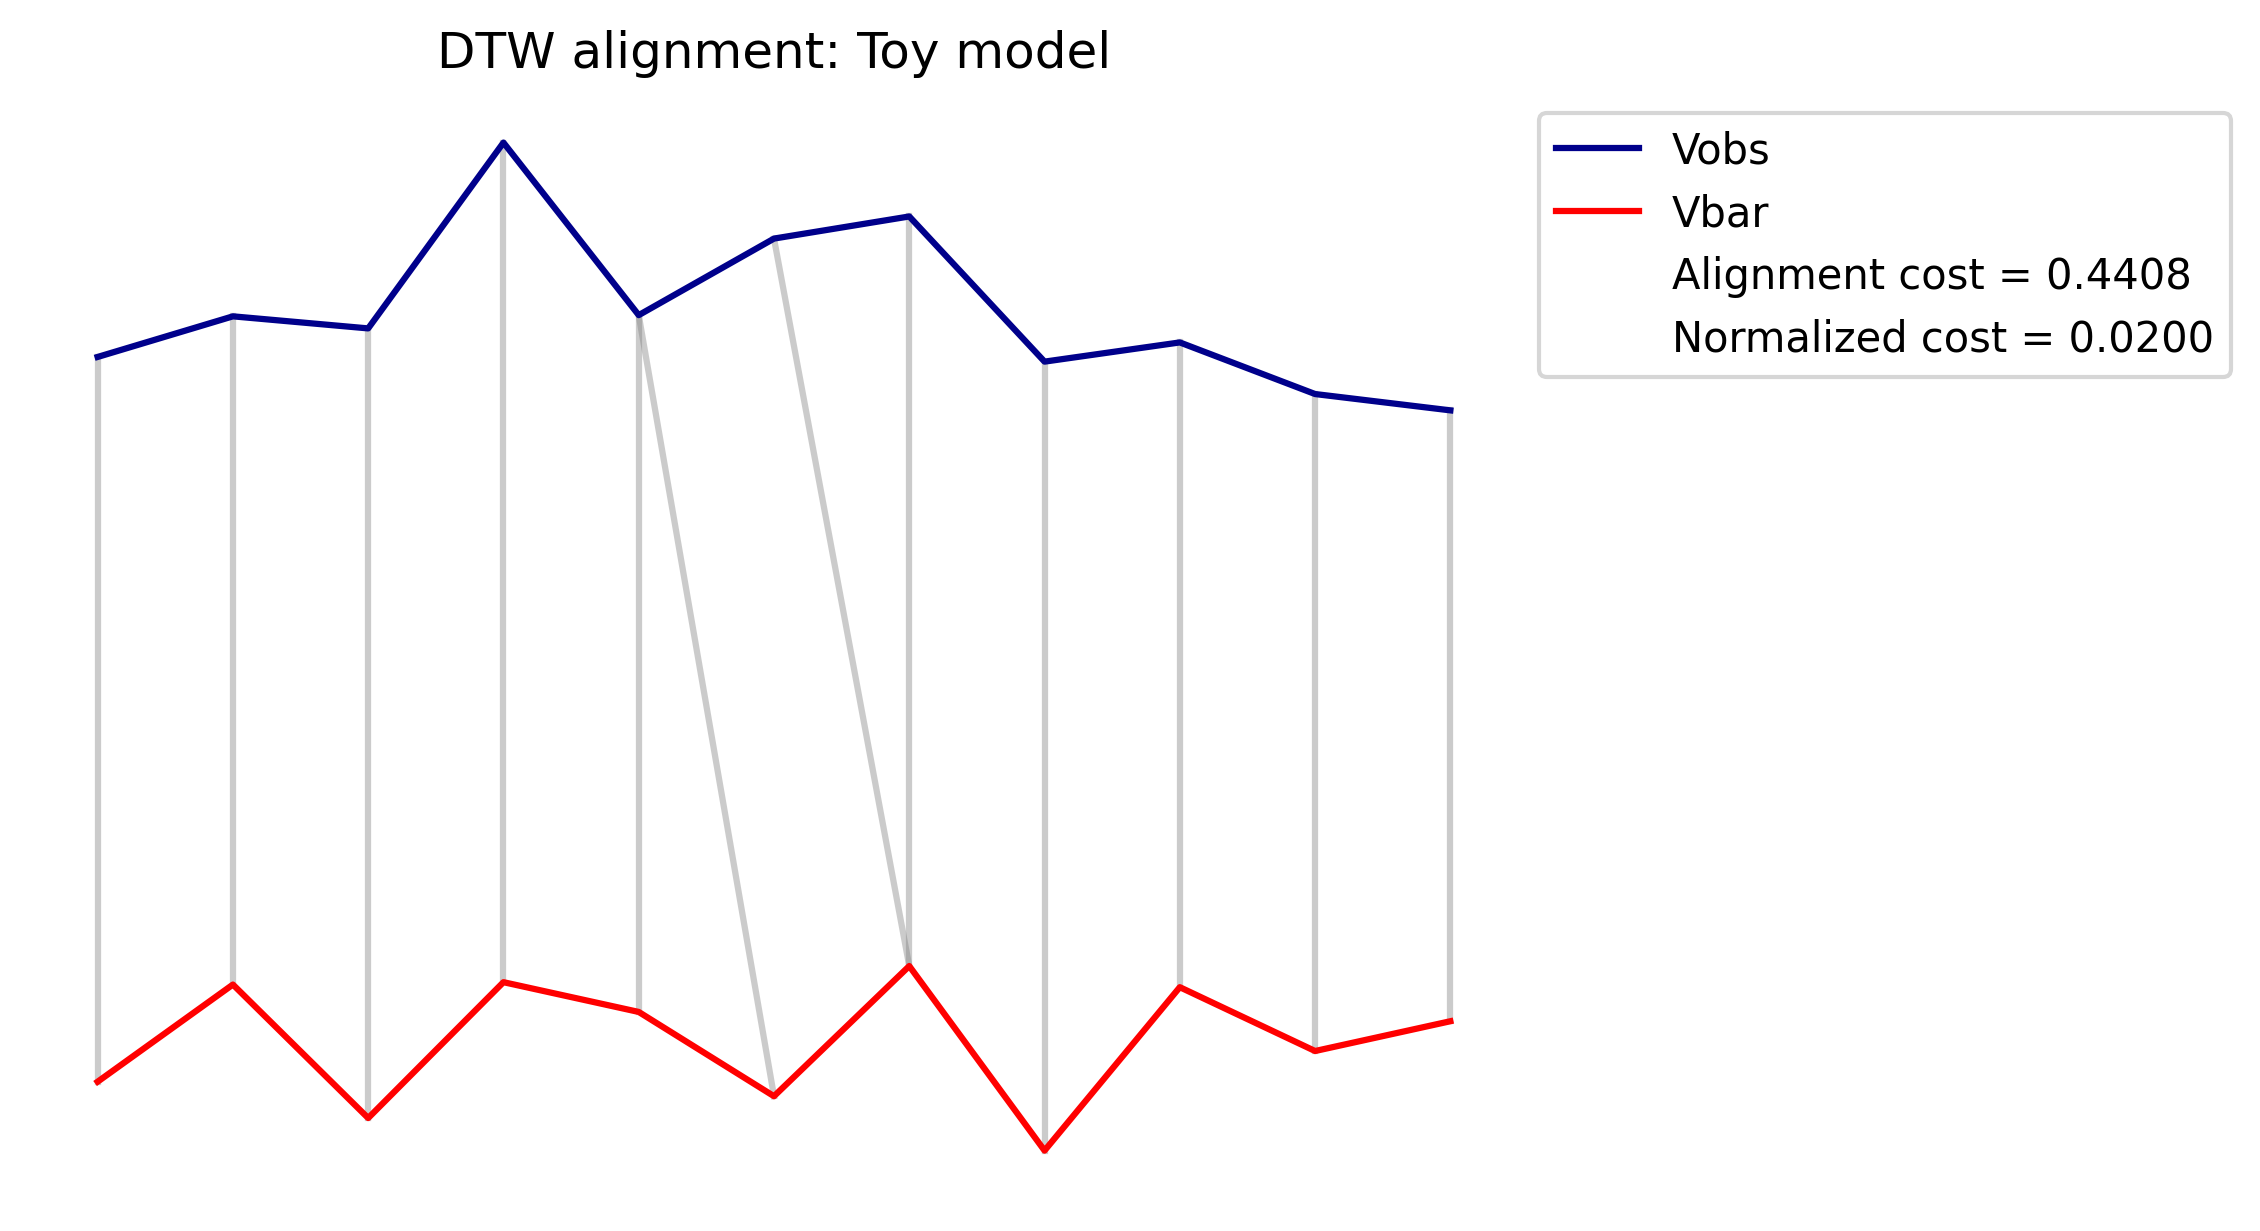 DTW alignment: Toy model
Vobs
Vbar
Alignment cost = 0.4408
Normalized cost = 0.0200